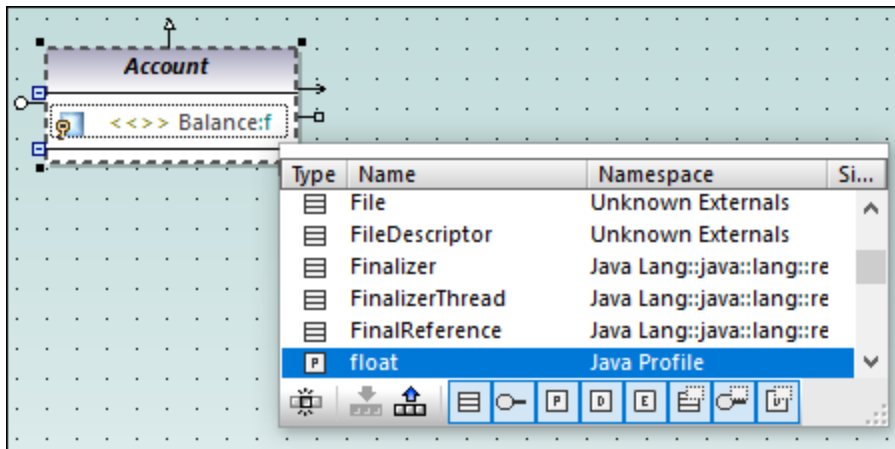 Account
<<>> Balance:f
Type Name Namespace Si...
File Unknown Externals
FileDescriptor Unknown Externals
Finalizer Java Lang::java::lang::re
FinalizerThread Java Lang::java::lang::re
FinalReference Java Lang::java::lang::re
P float Java Profile
P D E